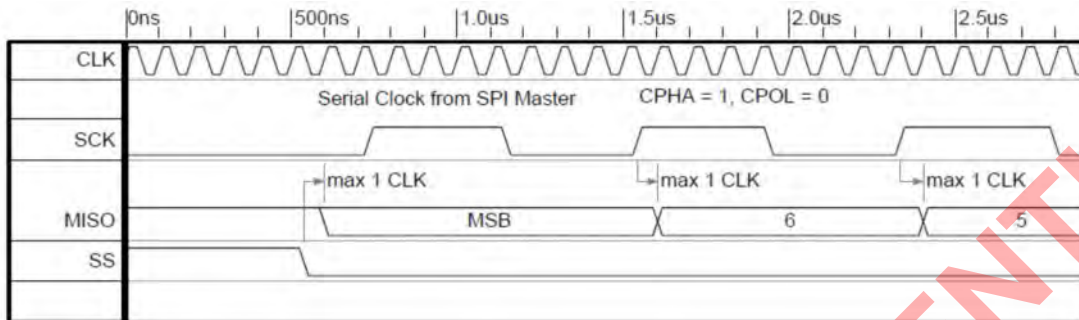 0ns 500ns 1.0us 1.5us 2.0us 2.5us
CLK
Serial Clock from SPI Master CPHA = 1, CPOL = 0
SCK
max 1 CLK max 1 CLK max 1 CLK
MISO MSB 6 5
SS
ENT